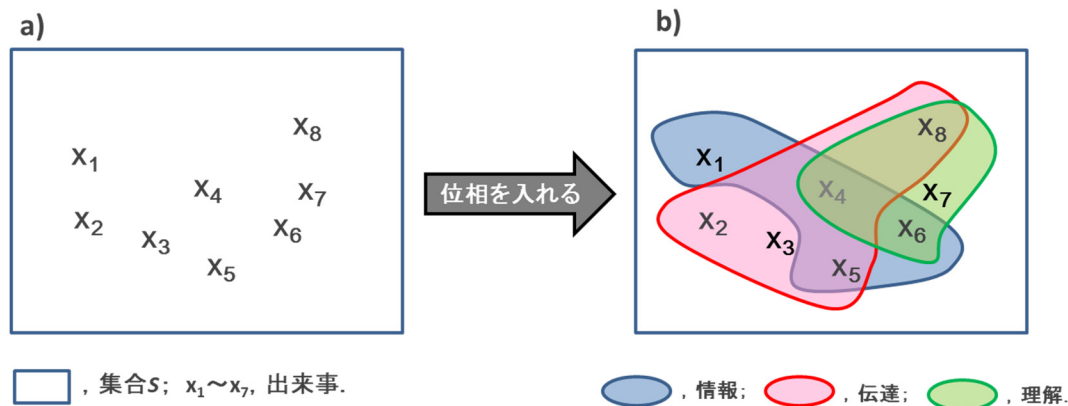 a)
b)
x₁
x₂
x₃
x₄
x₅
x₆
x₇
x₈
位相を入れる
x₁
x₂
x₃
x₄
x₅
x₆
x₇
x₈
, 集合S; x₁～x₇, 出来事.
, 情報; , 伝達; , 理解.